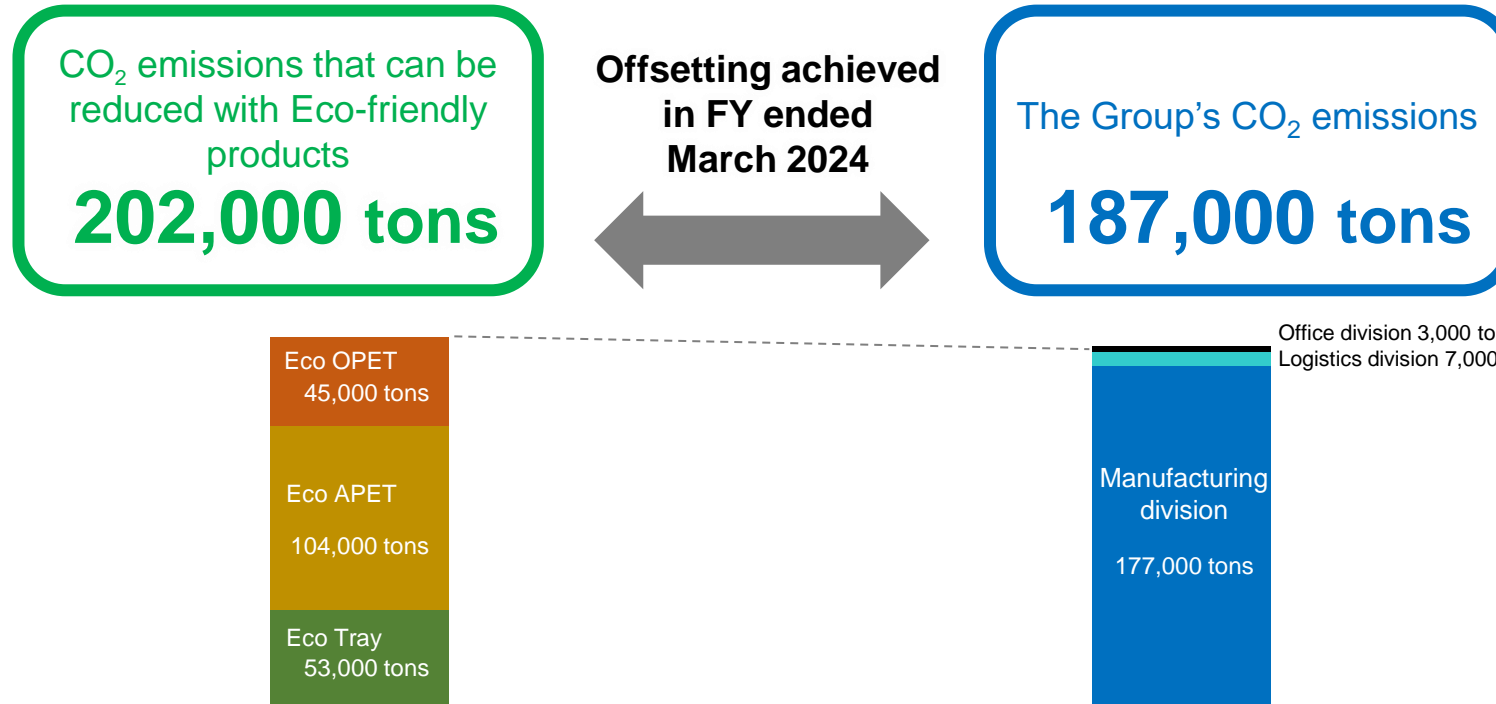 CO₂ emissions that can be
reduced with Eco-friendly
products
202,000 tons
Offsetting achieved
in FY ended
March 2024
The Group's CO₂ emissions
187,000 tons
Eco OPET
45,000 tons
Eco APET
104,000 tons
Eco Tray
53,000 tons
Office division 3,000 to
Logistics division 7,000
Manufacturing
division
177,000 tons